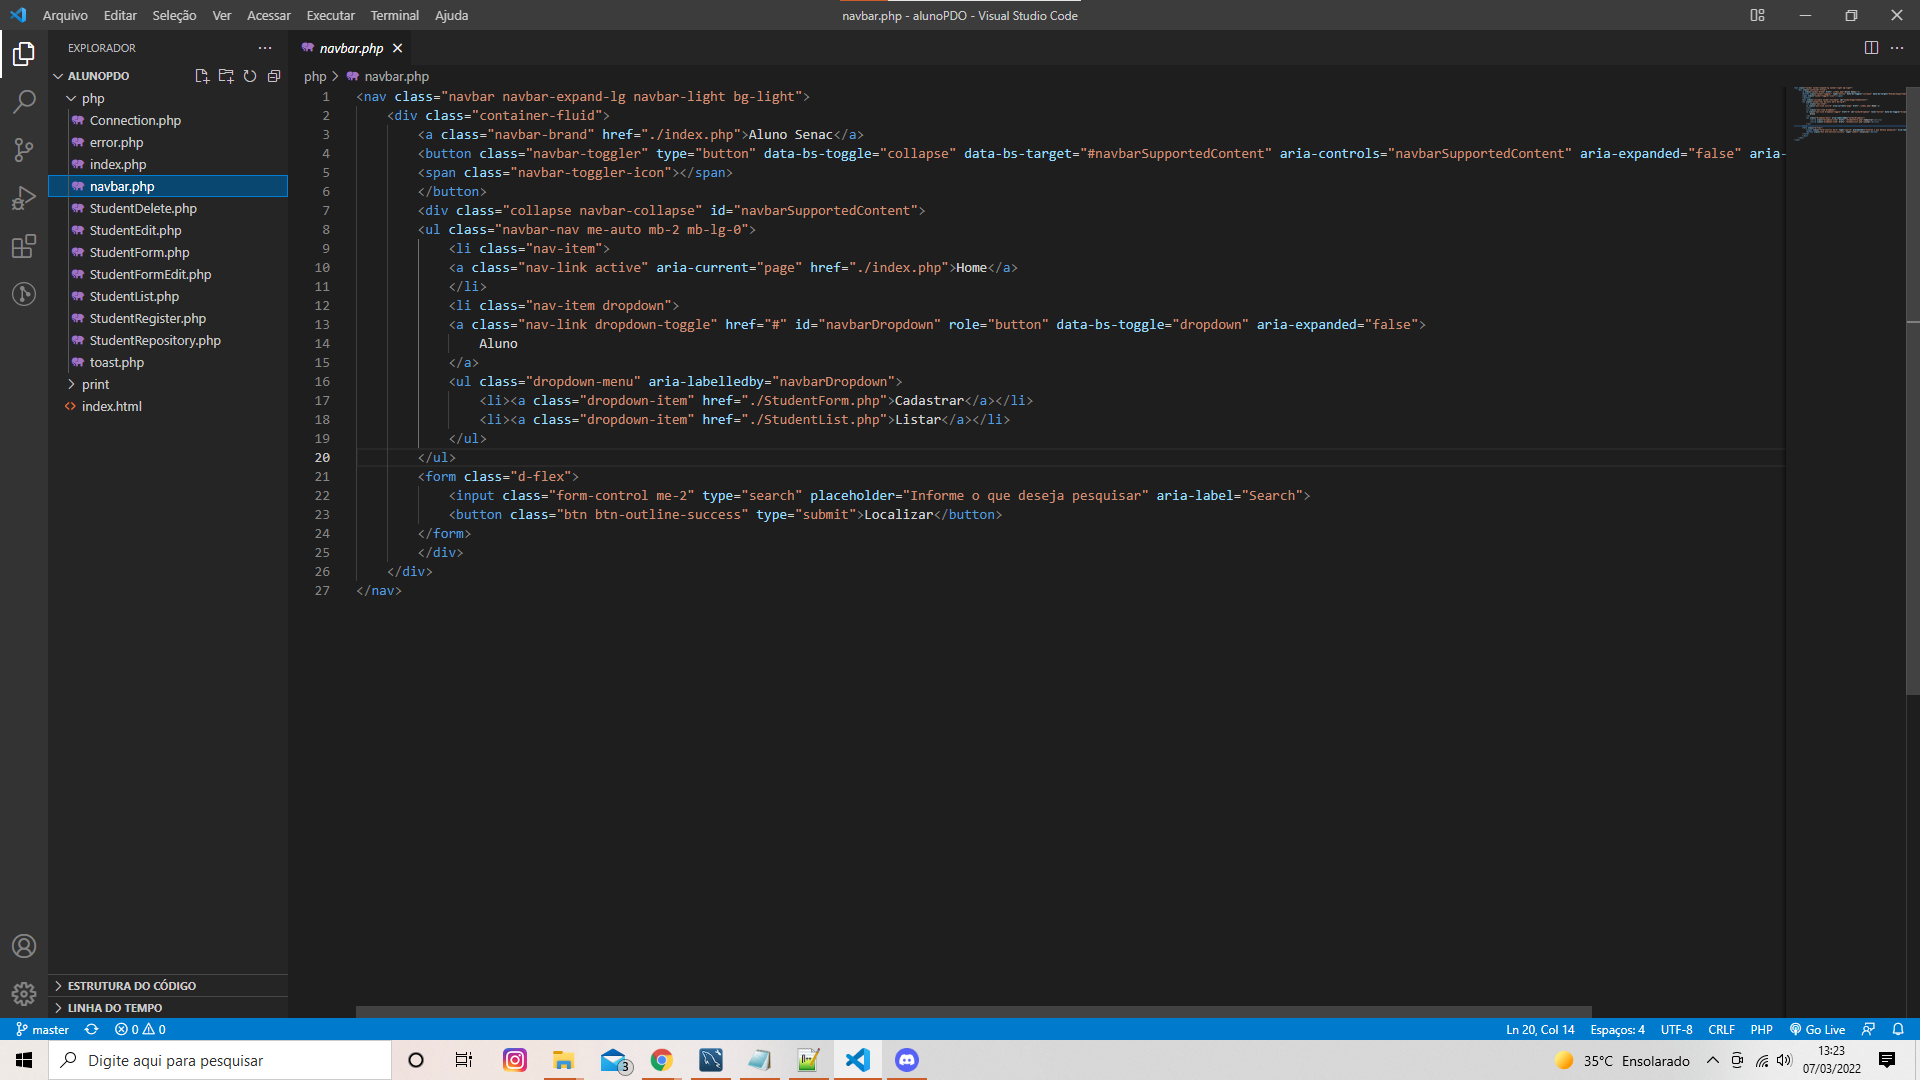 Arquivo Editar Seleção Ver Acessar Executar Terminal Ajuda
navbar.php - alunoPDO - Visual Studio Code
EXPLORADOR
ALUNOPDO
php
Connection.php
error.php
index.php
navbar.php
StudentDelete.php
StudentEdit.php
StudentForm.php
StudentFormEdit.php
StudentList.php
StudentRegister.php
StudentRepository.php
toast.php
print
index.html
ESTRUTURA DO CÓDIGO
LINHA DO TEMPO
navbar.php
php > navbar.php
1 <nav class="navbar navbar-expand-lg navbar-light bg-light">
2 <div class="container-fluid">
3 <a class="navbar-brand" href="./index.php">Aluno Senac</a>
4 <button class="navbar-toggler" type="button" data-bs-toggle="collapse" data-bs-target="#navbarSupportedContent" aria-controls="navbarSupportedContent" aria-expanded="false" aria-
5 <span class="navbar-toggler-icon"></span>
6 </button>
7 <div class="collapse navbar-collapse" id="navbarSupportedContent">
8 <ul class="navbar-nav me-auto mb-2 mb-lg-0">
9 <li class="nav-item">
10 <a class="nav-link active" aria-current="page" href="./index.php">Home</a>
11 </li>
12 <li class="nav-item dropdown">
13 <a class="nav-link dropdown-toggle" href="#" id="navbarDropdown" role="button" data-bs-toggle="dropdown" aria-expanded="false">
14 Aluno
15 </a>
16 <ul class="dropdown-menu" aria-labelledby="navbarDropdown">
17 <li><a class="dropdown-item" href="./StudentForm.php">Cadastrar</a></li>
18 <li><a class="dropdown-item" href="./StudentList.php">Listar</a></li>
19 </ul>
20 </ul>
21 <form class="d-flex">
22 <input class="form-control me-2" type="search" placeholder="Informe o que deseja pesquisar" aria-label="Search">
23 <button class="btn btn-outline-success" type="submit">Localizar</button>
24 </form>
25 </div>
26 </div>
27 </nav>
master 0 0
Ln 20, Col 14 Espaços: 4 UTF-8 CRLF PHP Go Live
Digite aqui para pesquisar
3
35°C Ensolarado
13:23
07/03/2022